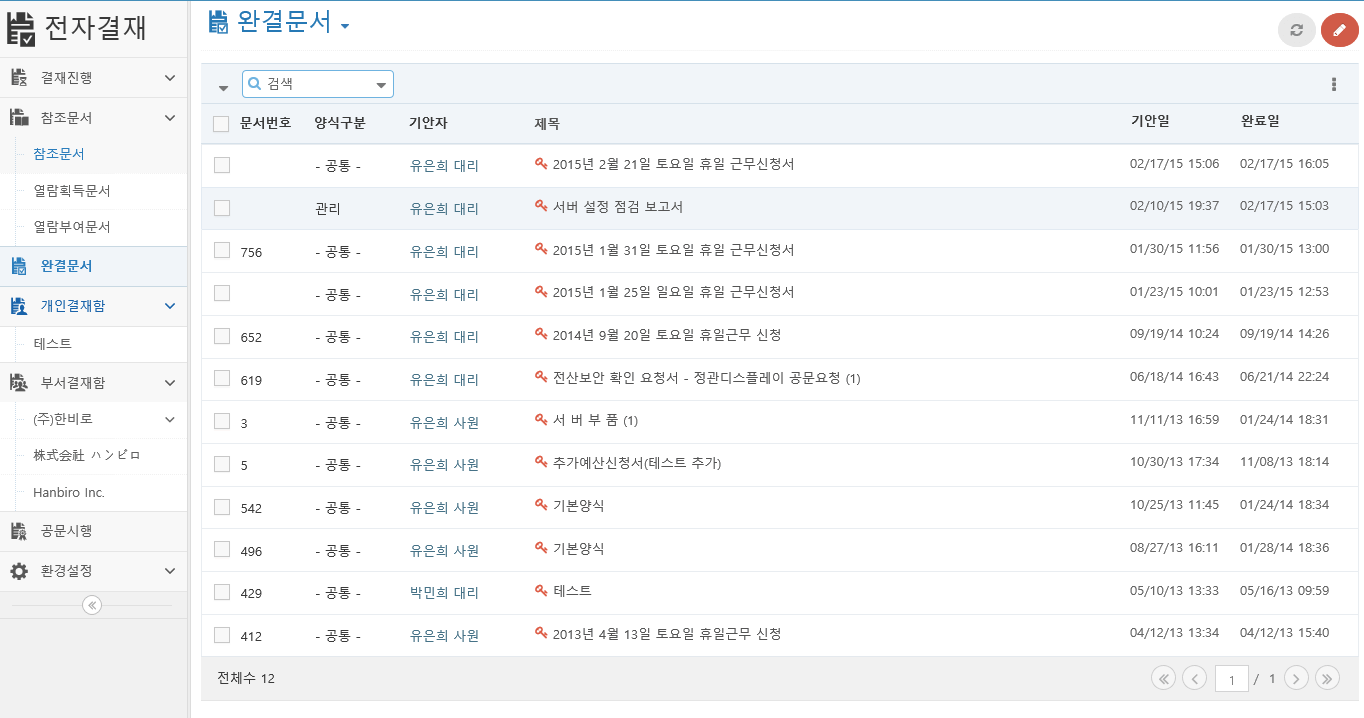 전자결재
결재진행
참조문서
참조문서
열람획득문서
열람부여문서
완결문서
개인결재함
테스트
부서결재함
(주)한비로
株式会社 ハンビロ
Hanbiro Inc.
공문시행
환경설정
완결문서
검색
문서번호 양식구분 기안자 제목 기안일 완료일
- 공통 - 유은희 대리 2015년 2월 21일 토요일 휴일 근무신청서 02/17/15 15:06 02/17/15 16:05
관리 유은희 대리 서버 설정 점검 보고서 02/10/15 19:37 02/17/15 15:03
756 - 공통 - 유은희 대리 2015년 1월 31일 토요일 휴일 근무신청서 01/30/15 11:56 01/30/15 13:00
- 공통 - 유은희 대리 2015년 1월 25일 일요일 휴일 근무신청서 01/23/15 10:01 01/23/15 12:53
652 - 공통 - 유은희 대리 2014년 9월 20일 토요일 휴일근무 신청 09/19/14 10:24 09/19/14 14:26
619 - 공통 - 유은희 대리 전산보안 확인 요청서 - 정관디스플레이 공문요청 (1) 06/18/14 16:43 06/21/14 22:24
3 - 공통 - 유은희 사원 서 버 부 품 (1) 11/11/13 16:59 01/24/14 18:31
5 - 공통 - 유은희 사원 추가예산신청서(테스트 추가) 10/30/13 17:34 11/08/13 18:14
542 - 공통 - 유은희 사원 기본양식 10/25/13 11:45 01/24/14 18:34
496 - 공통 - 유은희 사원 기본양식 08/27/13 16:11 01/28/14 18:36
429 - 공통 - 박민희 대리 테스트 05/10/13 13:33 05/16/13 09:59
412 - 공통 - 유은희 사원 2013년 4월 13일 토요일 휴일근무 신청 04/12/13 13:34 04/12/13 15:40
전체수 12 1 / 1